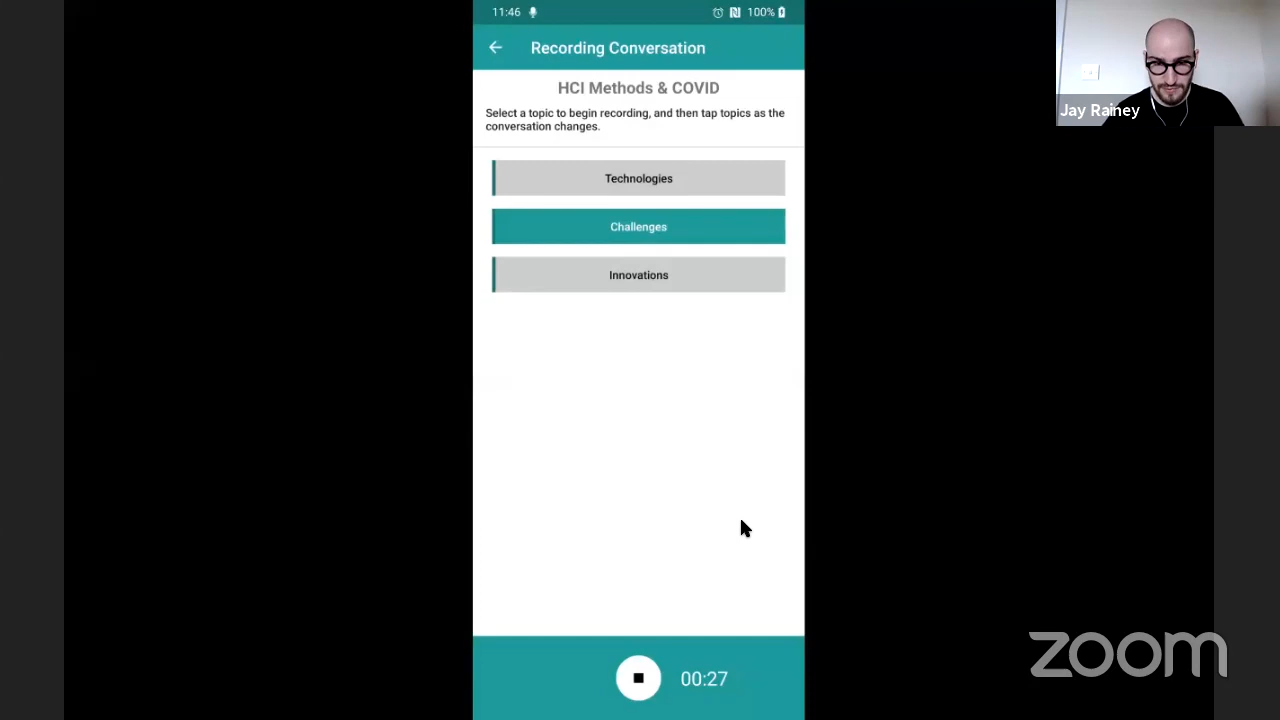 11:46
100%
Recording Conversation
HCI Methods & COVID
Select a topic to begin recording, and then tap topics as the
conversation changes.
Technologies
Challenges
Innovations
00:27
Jay Rainey
zoom